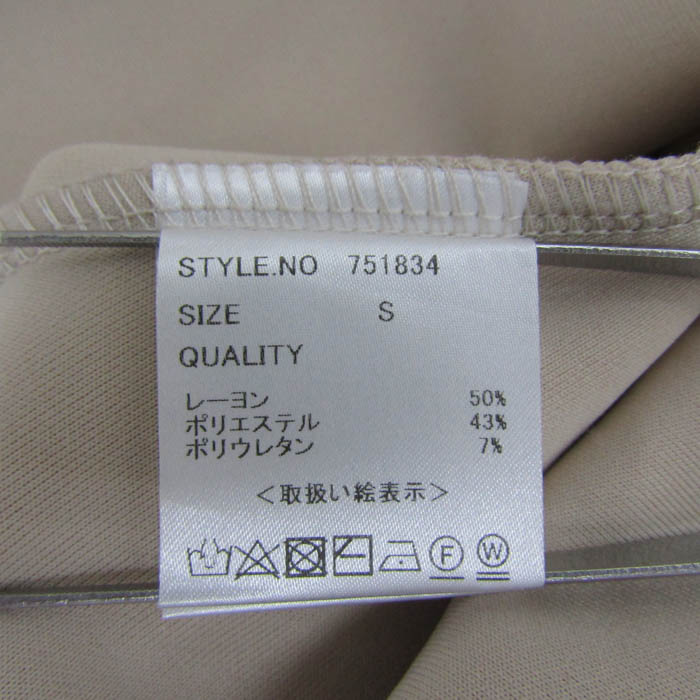 STYLE.NO 751834
SIZE S
QUALITY
レーヨン 50%
ポリエステル 43%
ポリウレタン 7%
<取扱い絵表示>
F W